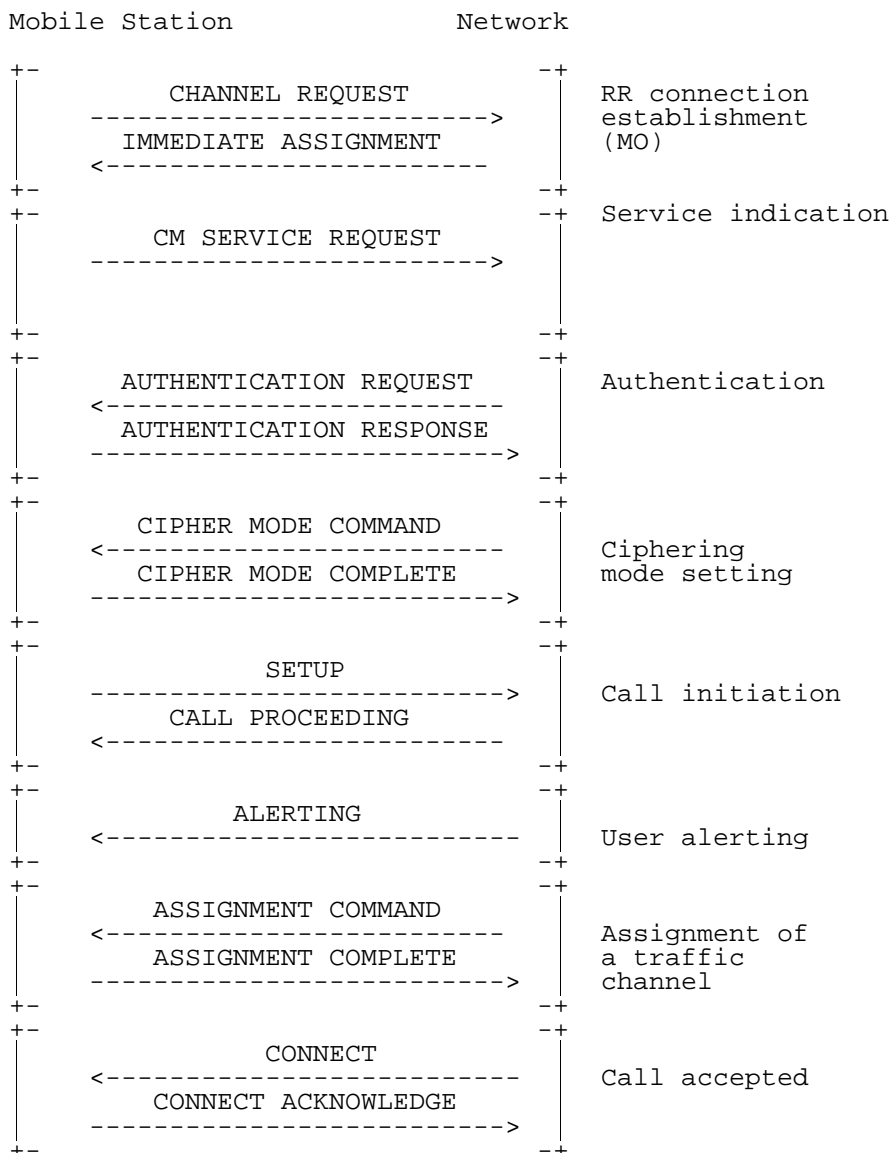 Mobile Station Network
CHANNEL REQUEST RR connection
-------------------------> establishment
IMMEDIATE ASSIGNMENT (MO)
<------------------------
Service indication
CM SERVICE REQUEST
------------------------->
AUTHENTICATION REQUEST Authentication
<-------------------------
AUTHENTICATION RESPONSE
-------------------------->
CIPHER MODE COMMAND
<------------------------- Ciphering
CIPHER MODE COMPLETE mode setting
-------------------------->
SETUP
--------------------------> Call initiation
CALL PROCEEDING
<-------------------------
ALERTING
<-------------------------- User alerting
ASSIGNMENT COMMAND
<------------------------- Assignment of
ASSIGNMENT COMPLETE a traffic
--------------------------> channel
CONNECT
<-------------------------- Call accepted
CONNECT ACKNOWLEDGE
-------------------------->